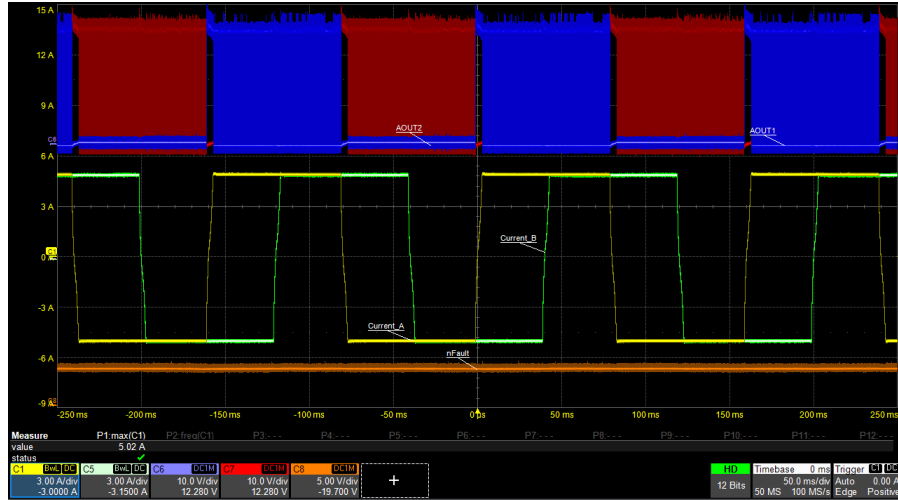 15 A
12 A
9 A
C8
AOUT2
AOUT1
6 A
3 A
Current_B
C1
0 A
-3 A
Current_A
nFault
-6 A
-9 A
-250 ms -200 ms -150 ms -100 ms -50 ms 0 µs 50 ms 100 ms 150 ms 200 ms 250 ms
Measure P1:max(C1) P2:freq(C1) P3:- - - P4:- - - P5:- - - P6:- - - P7:- - - P8:- - - P9:- - - P10:- - - P11:- - - P12:- - -
value 5.02 A
status
C1 BwL DC C5 BwL DC C6 DC1M C7 DC1M C8 DC1M HD Timebase 0 ms Trigger C1 DC
3.00 A/div 3.00 A/div 10.0 V/div 10.0 V/div 5.00 V/div + 12 Bits 50.0 ms/div Auto 0.00 A
-3.0000 A -3.1500 A 12.280 V 12.280 V -19.700 V 50 MS 100 MS/s Edge Positive